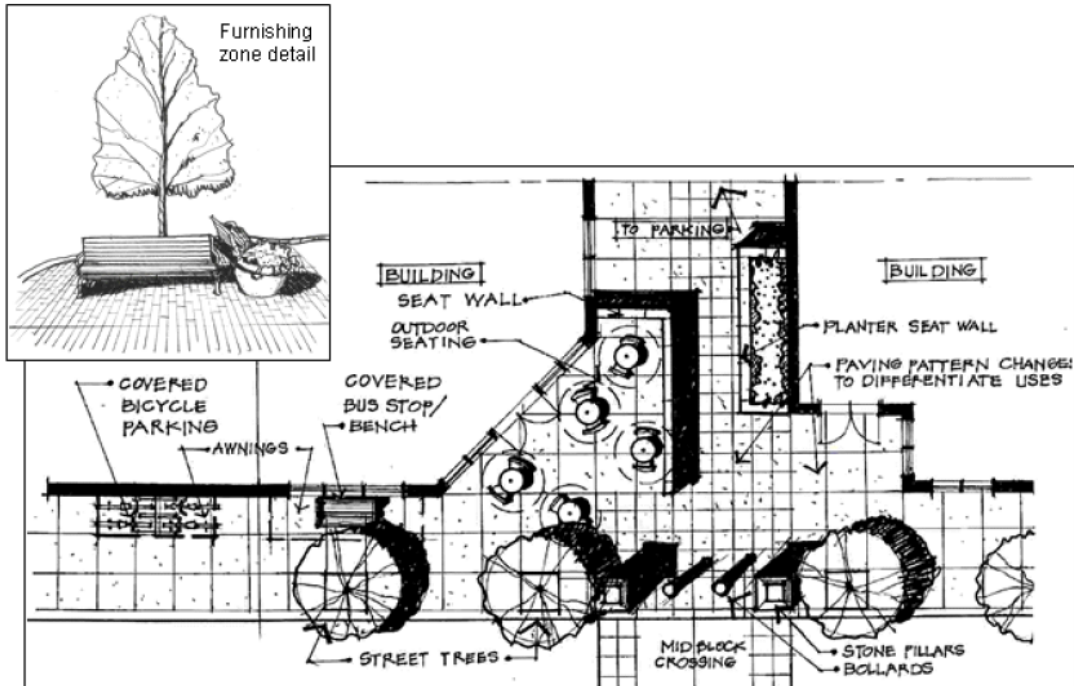 Furnishing
zone detail
TO PARKING
BUILDING
BUILDING
SEAT WALL
OUTDOOR
SEATING
PLANTER SEAT WALL
PAVING PATTERN CHANGES
TO DIFFERENTIATE USES
COVERED
BICYCLE
PARKING
COVERED
BUS STOP/
BENCH
AWNINGS
MID BLOCK
CROSSING
STREET TREES
STONE PILLARS
BOLLARDS